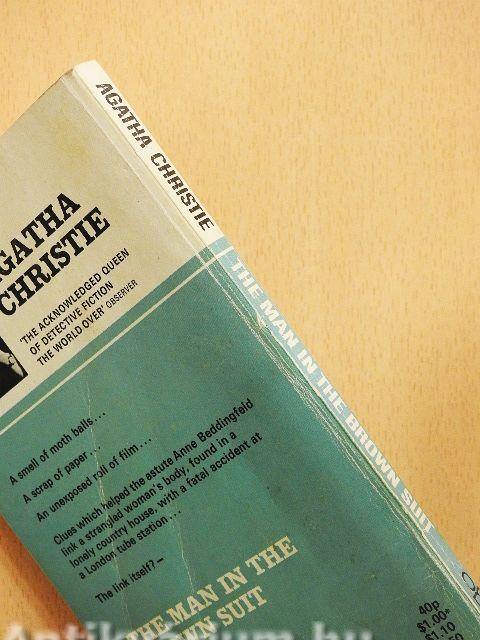 AGATHA CHRISTIE
THE MAN IN THE BROWN SUIT
AGATHA
CHRISTIE
'THE ACKNOWLEDGED QUEEN
OF DETECTIVE FICTION
THE WORLD OVER' OBSERVER
A smell of moth balls...
A scrap of paper...
An unexposed roll of film...
Clues which helped the astute Anne Beddingfeld
link a strangled woman's body, found in a
lonely country house, with a fatal accident at
a London tube station...
The link itself?—
THE MAN IN THE
BROWN SUIT
40p
$1.00*
$1.10